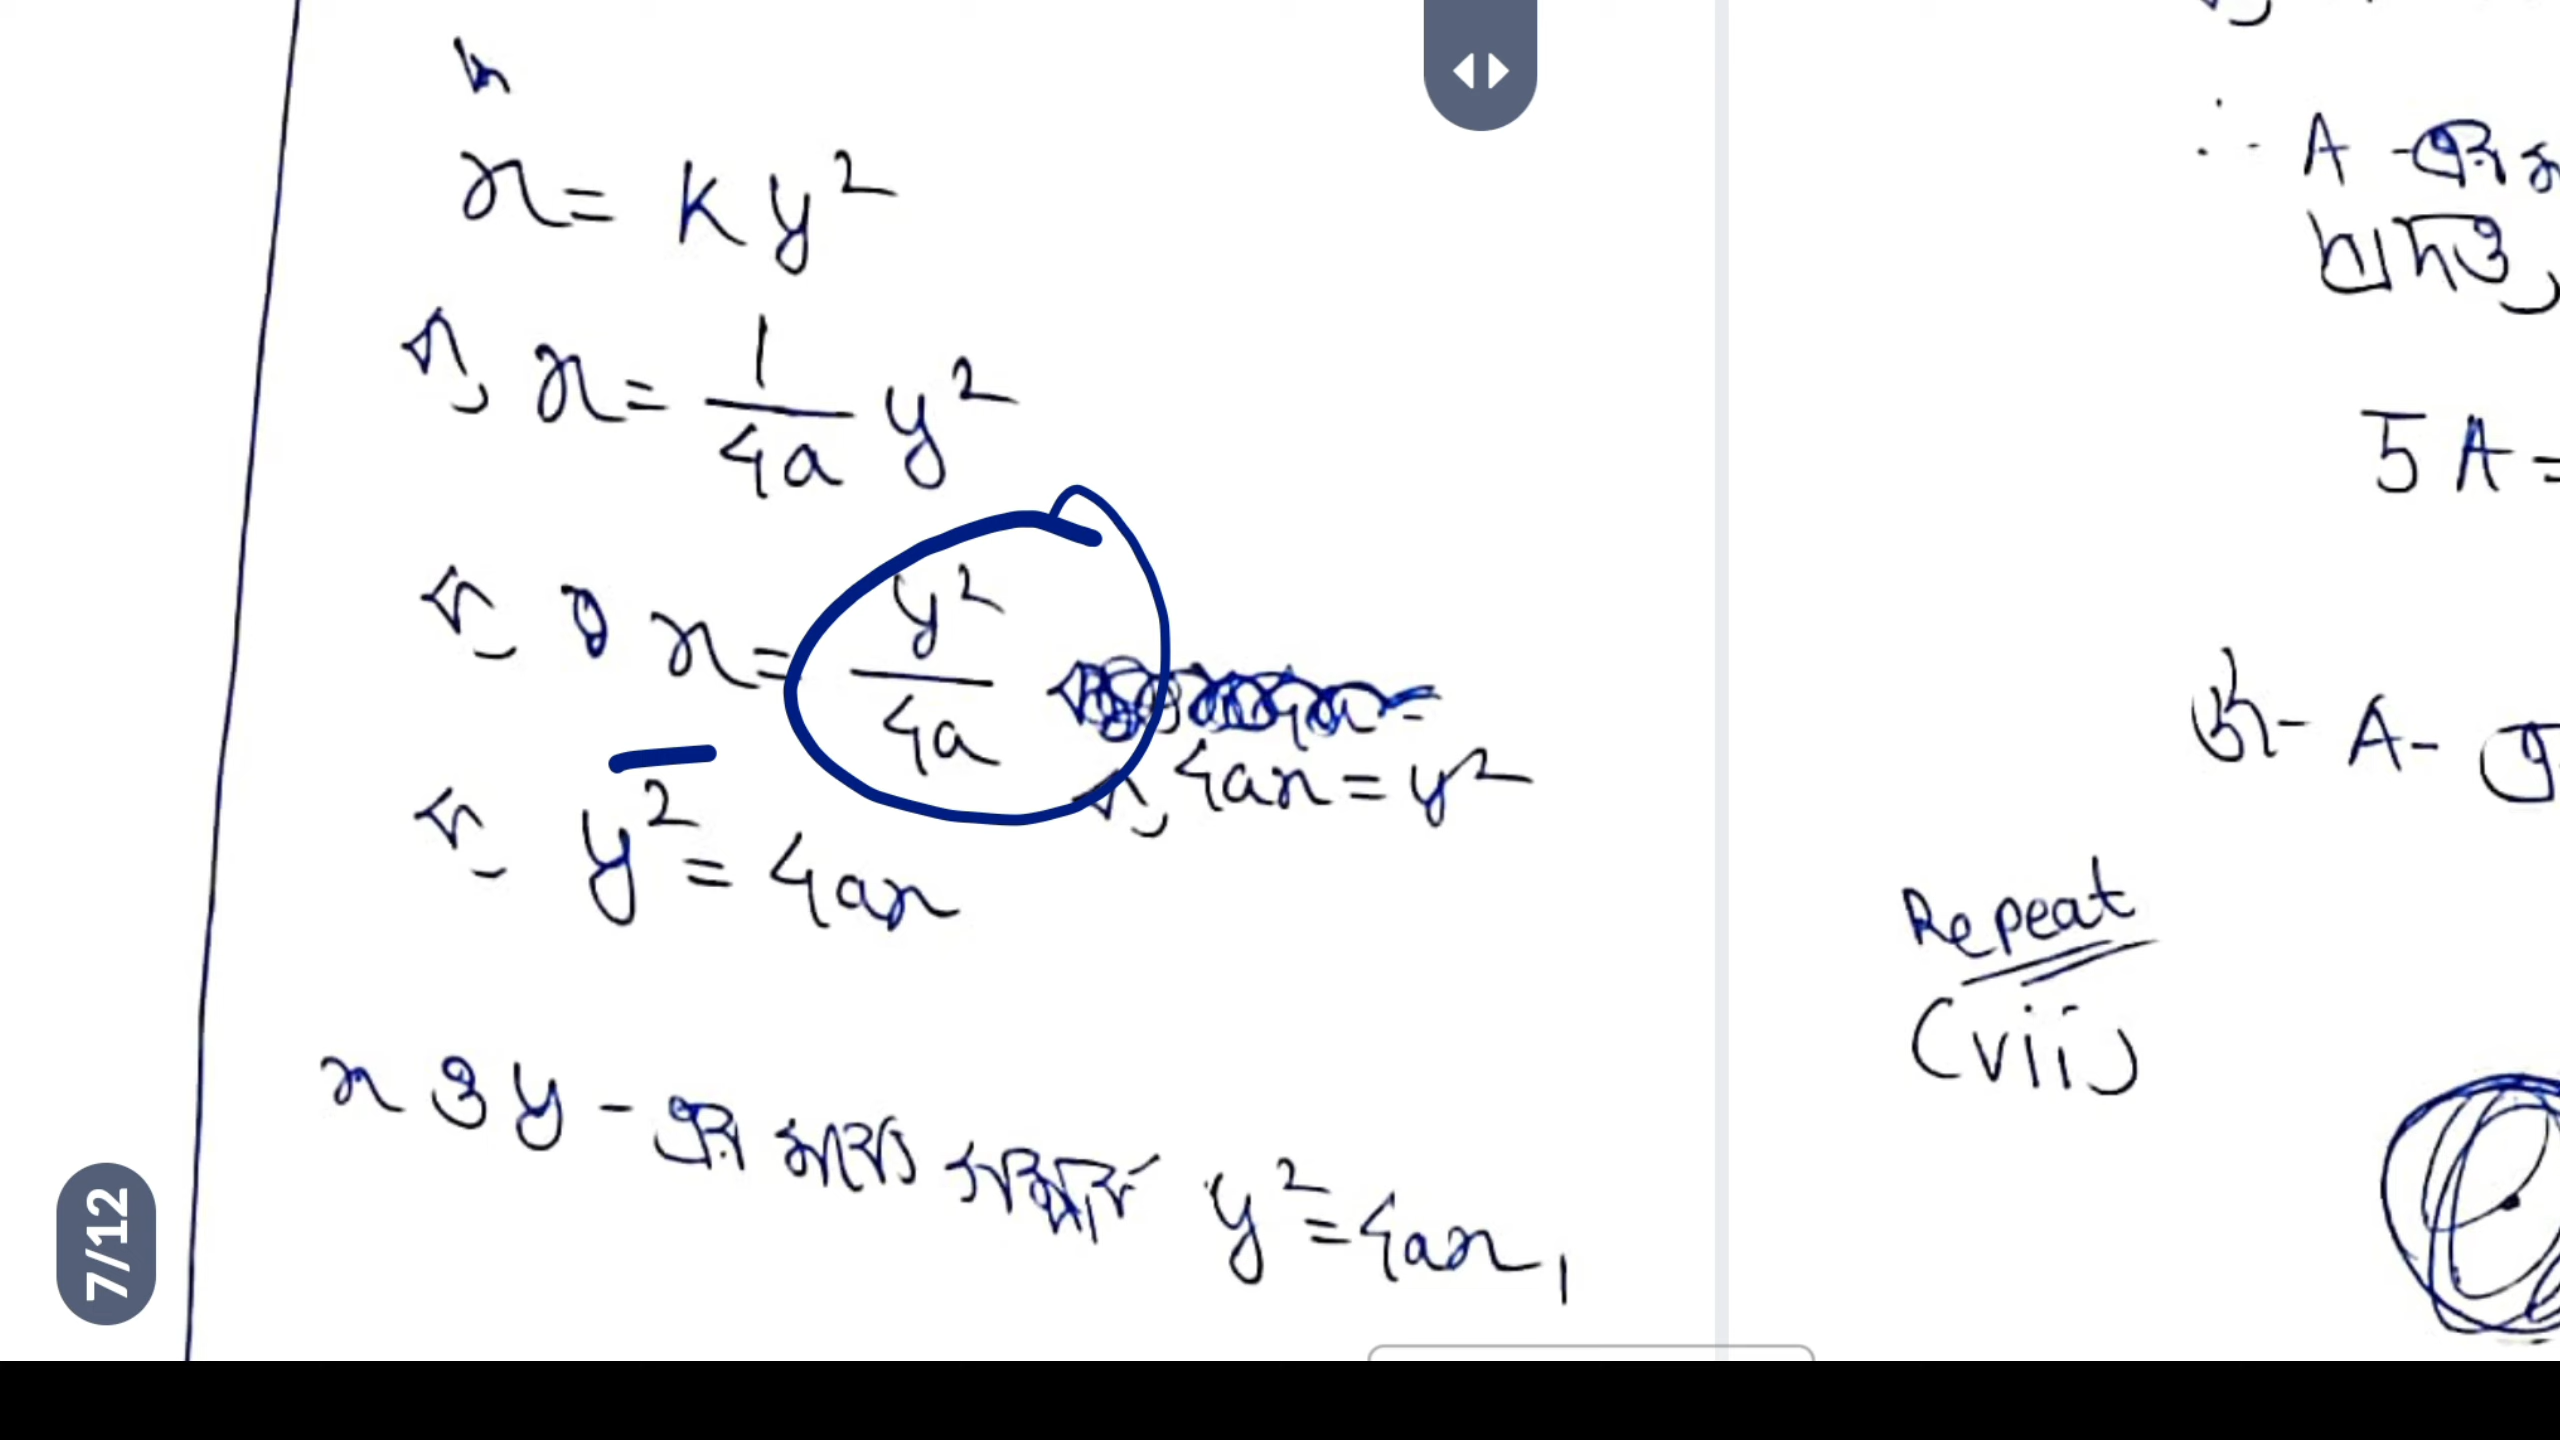 x = Ky²
বা, x = 1/4a y²
বা, x = y²/4a
বা, 4ax = y²
বা, y² = 4ax
x ও y-এর মধ্যে সম্পর্ক y² = 4ax,
7/12
∴ A-এর
5A =
Repeat
(vii)